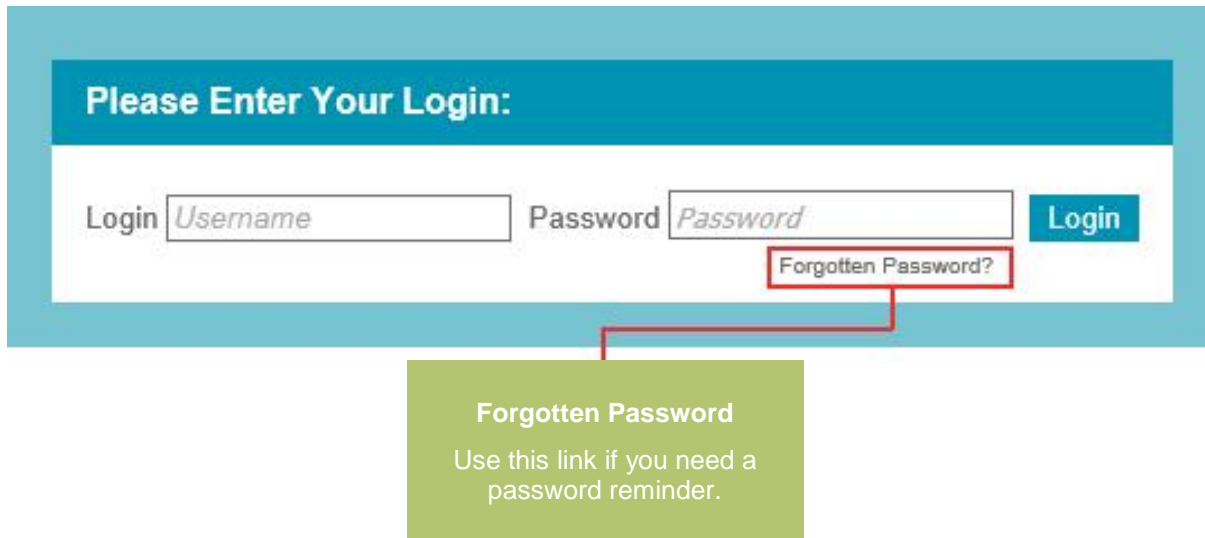 Please Enter Your Login:
Login Username Password Password Login
Forgotten Password?
Forgotten Password
Use this link if you need a
password reminder.